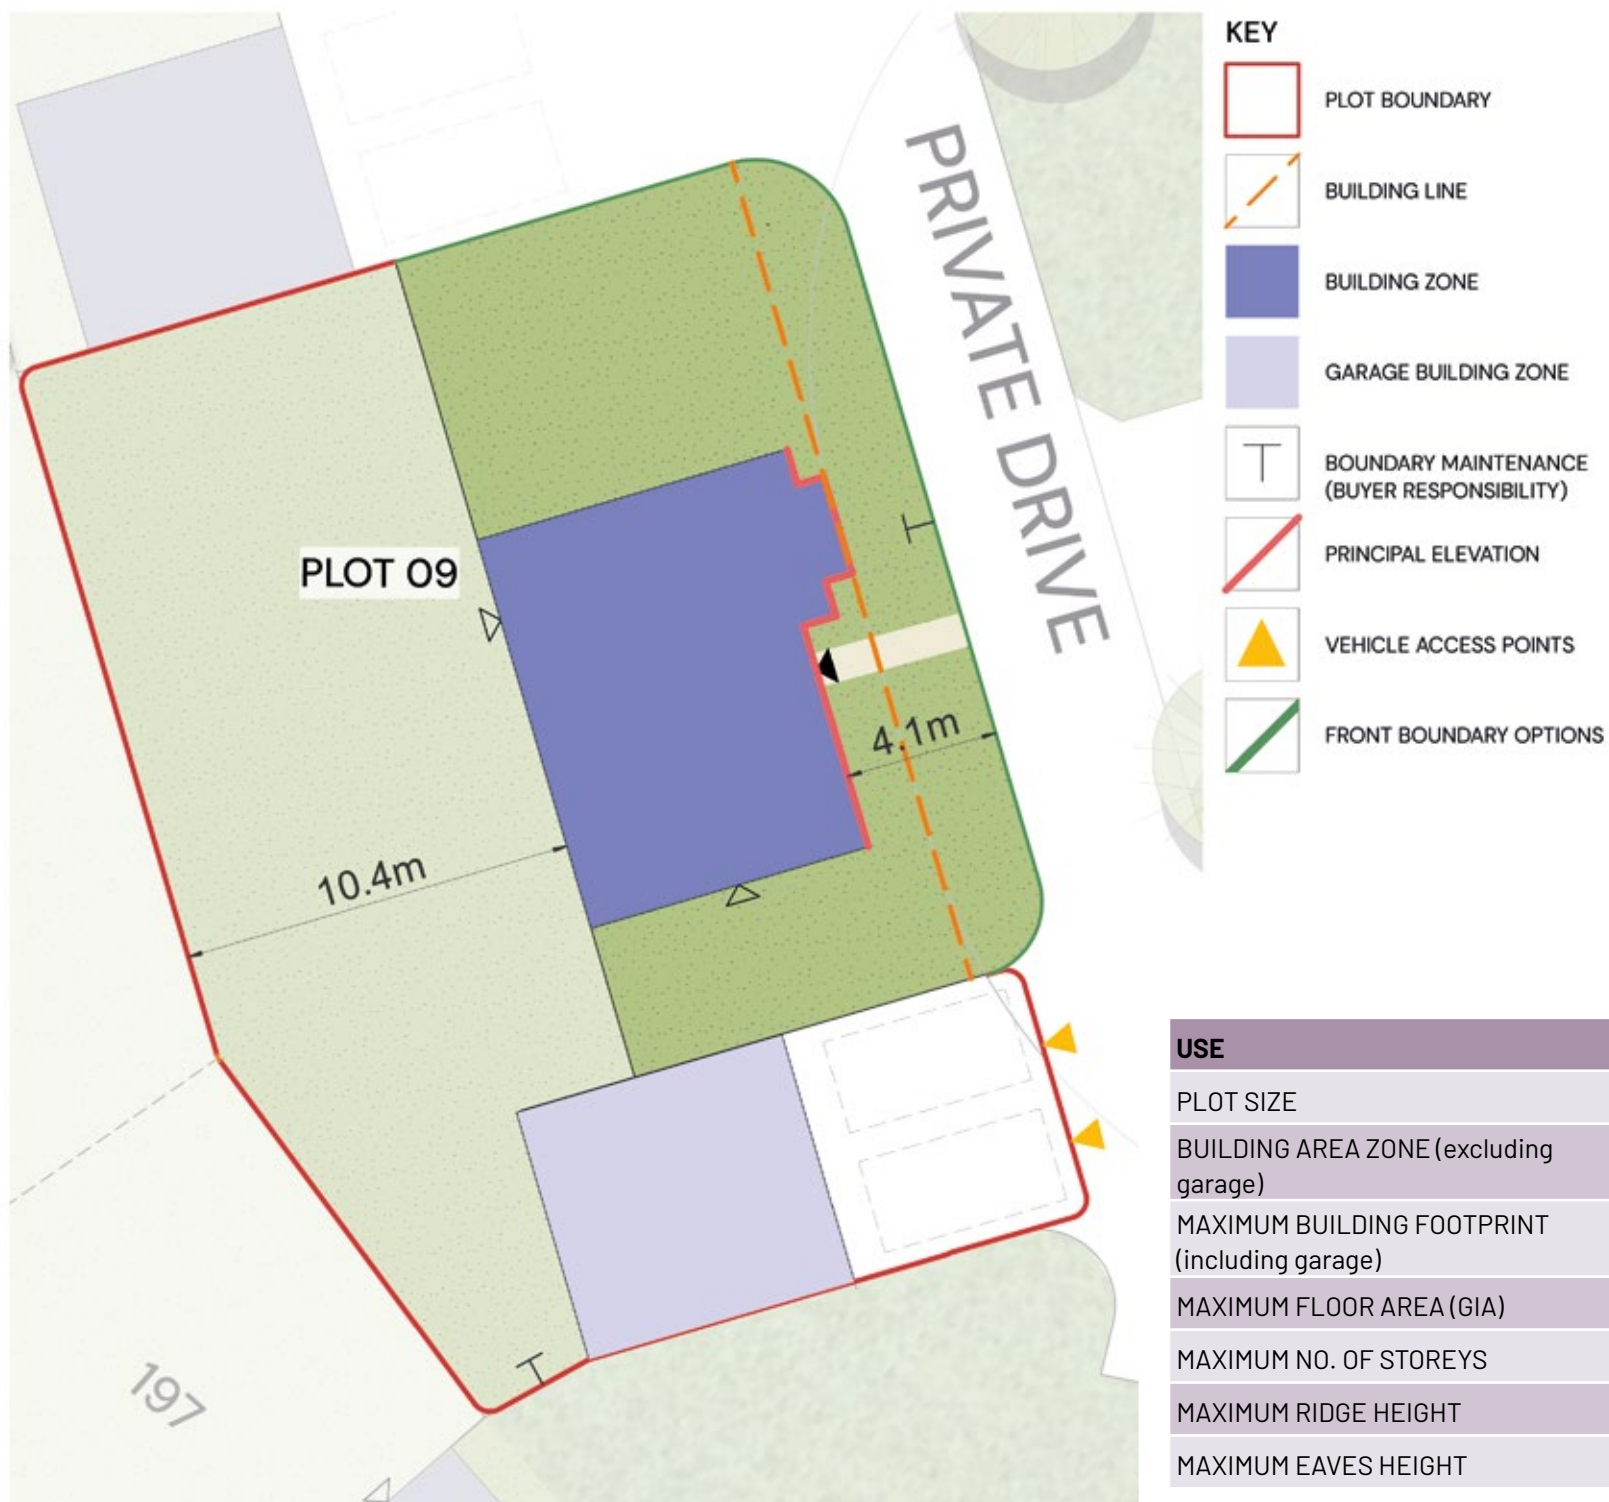 PRIVATE DRIVE
PLOT 09
4.1m
10.4m
197
KEY
PLOT BOUNDARY
BUILDING LINE
BUILDING ZONE
GARAGE BUILDING ZONE
BOUNDARY MAINTENANCE
(BUYER RESPONSIBILITY)
PRINCIPAL ELEVATION
VEHICLE ACCESS POINTS
FRONT BOUNDARY OPTIONS
USE
PLOT SIZE
BUILDING AREA ZONE (excluding
garage)
MAXIMUM BUILDING FOOTPRINT
(including garage)
MAXIMUM FLOOR AREA (GIA)
MAXIMUM NO. OF STOREYS
MAXIMUM RIDGE HEIGHT
MAXIMUM EAVES HEIGHT